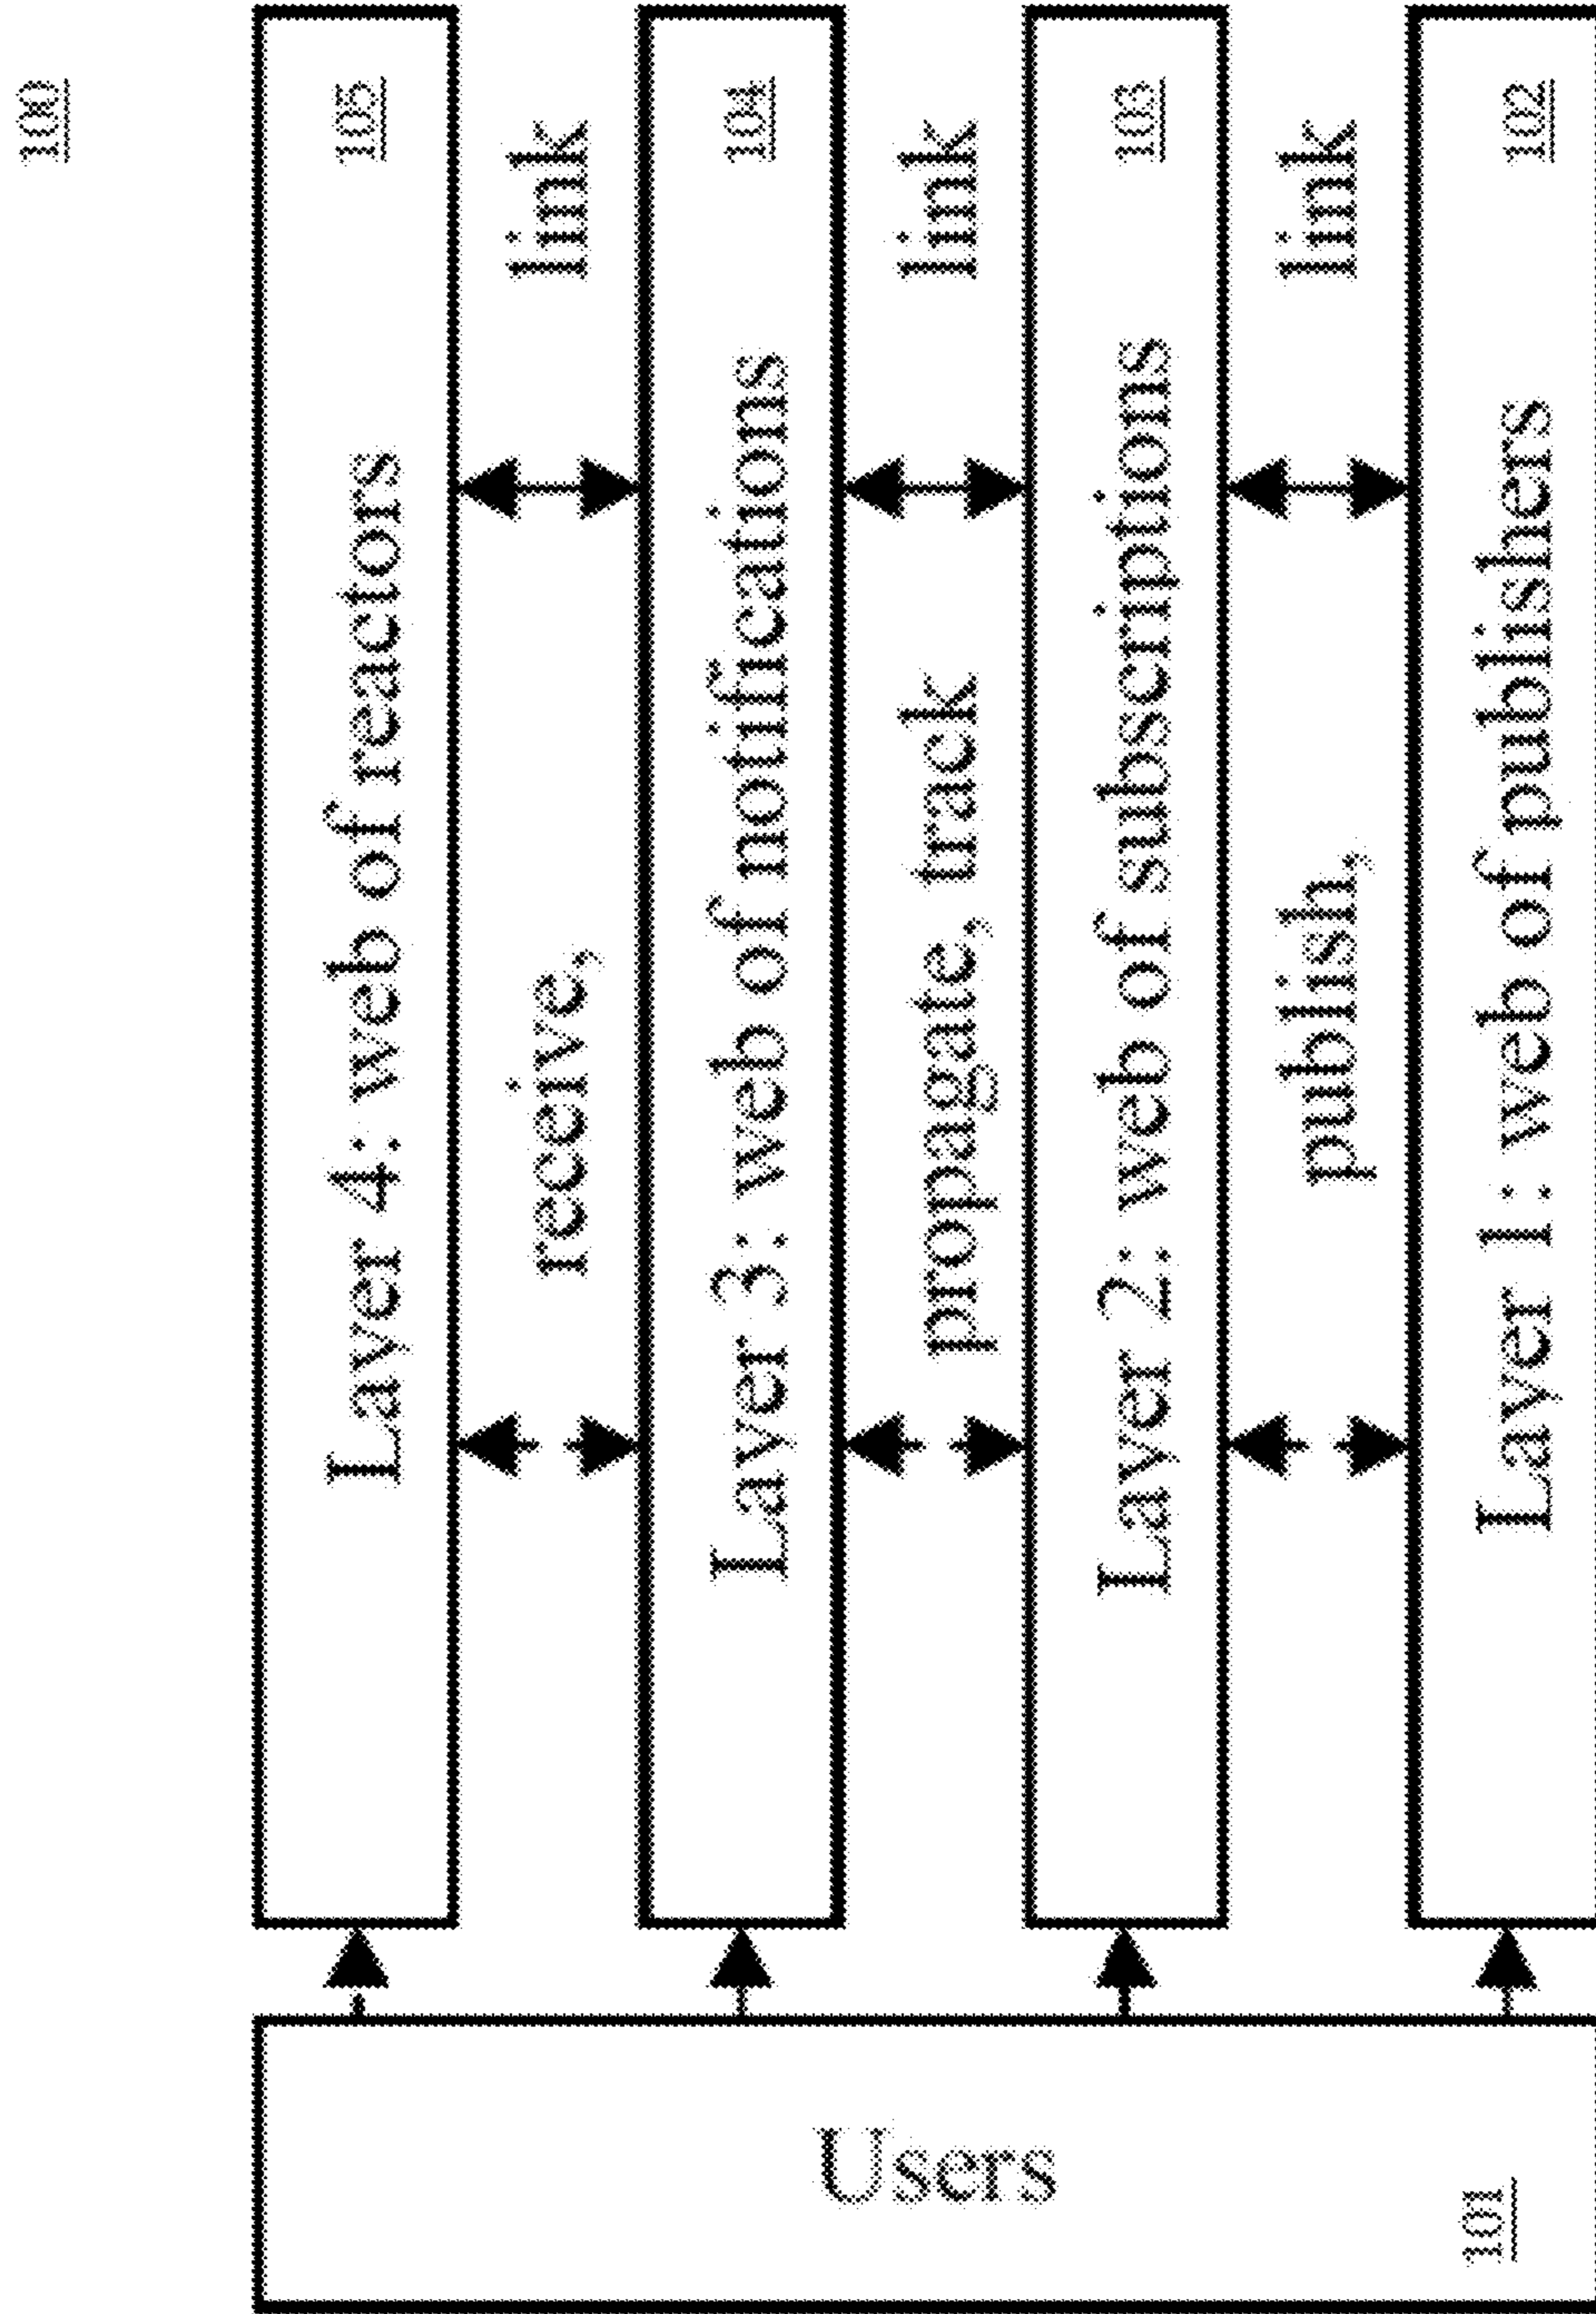 100
Layer 4: web of reactors 105
receive, link
Layer 3: web of notifications 104
propagate, track link
Layer 2: web of subscriptions 103
publish, link
Layer 1: web of publishers 102
Users
101